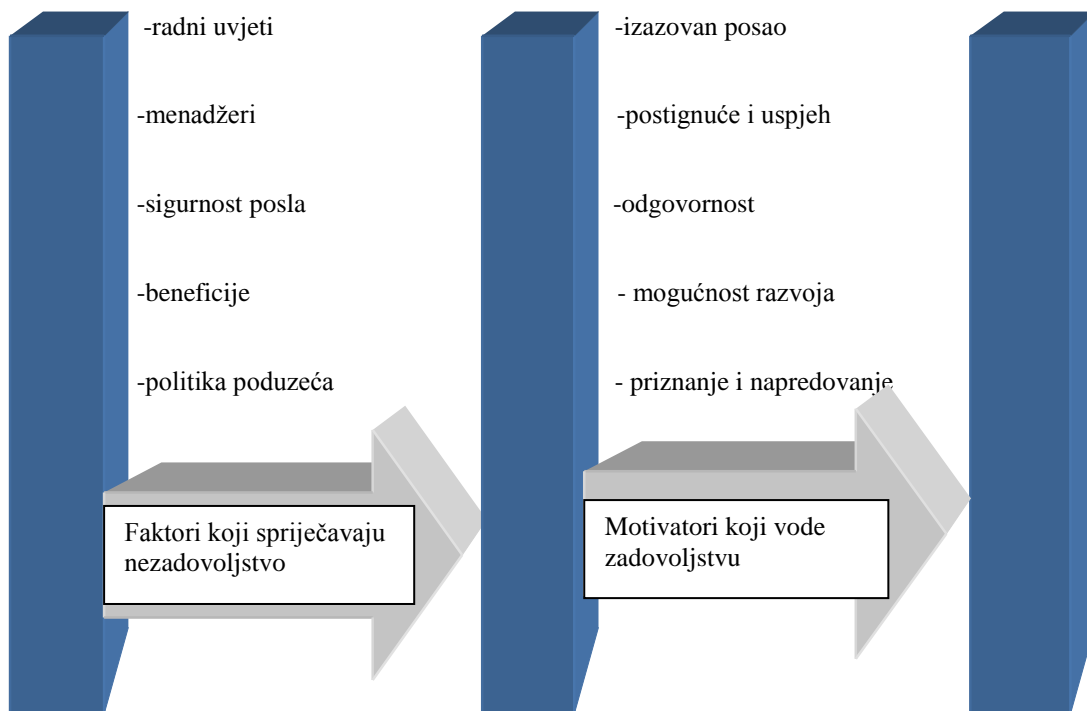 -radni uvjeti
-menadžeri
-sigurnost posla
-beneficije
-politika poduzeća
Faktori koji spriječavaju
nezadovoljstvo
-izazovan posao
-postignuće i uspjeh
-odgovornost
- mogućnost razvoja
- priznanje i napredovanje
Motivatori koji vode
zadovoljstvu